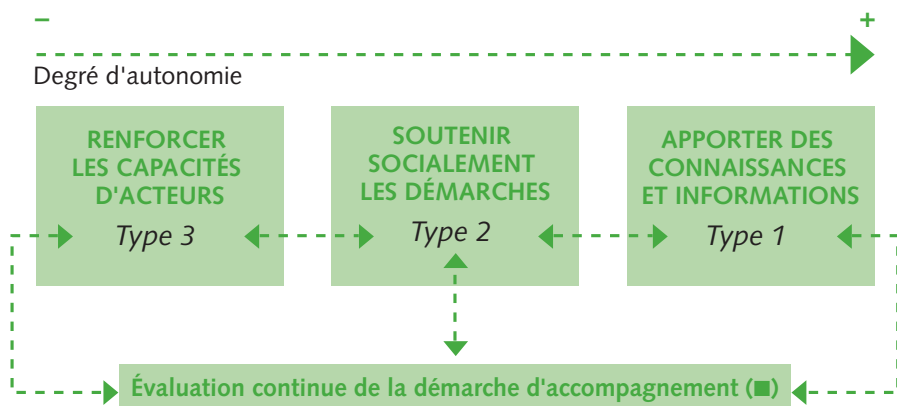 – +
Degré d'autonomie
RENFORCER
LES CAPACITÉS
D'ACTEURS
Type 3
SOUTENIR
SOCIALEMENT
LES DÉMARCHES
Type 2
APPORTER DES
CONNAISSANCES
ET INFORMATIONS
Type 1
Évaluation continue de la démarche d'accompagnement (■)